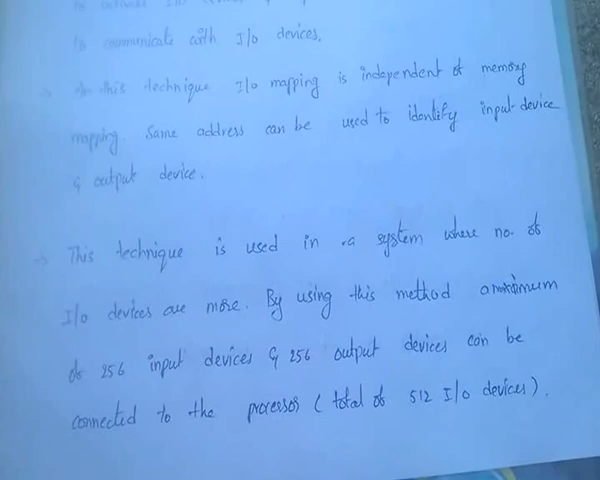 to communicate with I/o devices.
→ In this technique I/o mapping is independent of memory
mapping. Same address can be used to identify input-device
& output device.
→ This technique is used in a system where no. of
I/o devices are more. By using this method a maximum
of 256 input devices & 256 output devices can be
connected to the processor (total of 512 I/o devices).